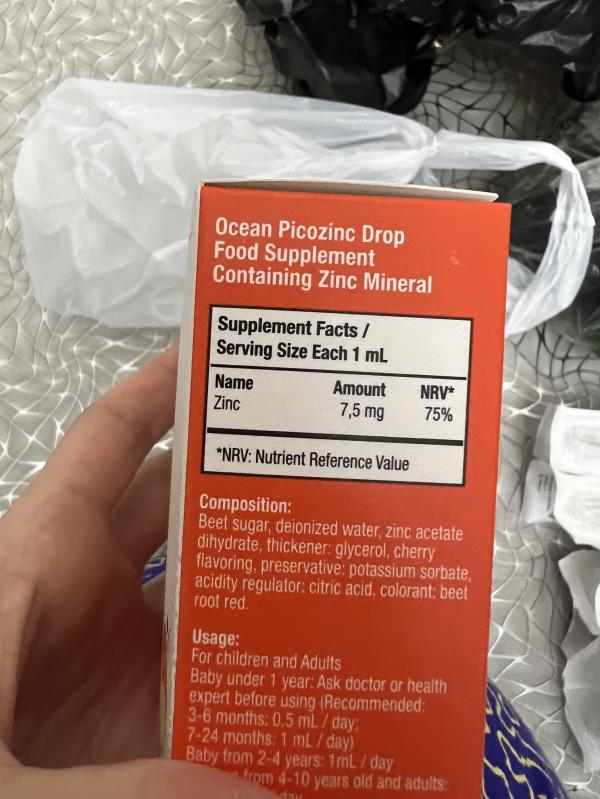 Ocean Picozinc Drop
Food Supplement
Containing Zinc Mineral
Supplement Facts /
Serving Size Each 1 mL
Name Amount NRV*
Zinc 7,5 mg 75%
*NRV: Nutrient Reference Value
Composition:
Beet sugar, deionized water, zinc acetate
dihydrate, thickener: glycerol, cherry
flavoring, preservative: potassium sorbate,
acidity regulator: citric acid, colorant: beet
root red.
Usage:
For children and Adults
Baby under 1 year: Ask doctor or health
expert before using (Recommended:
3-6 months: 0.5 mL / day;
7-24 months: 1 mL / day)
Baby from 2-4 years: 1mL / day
from 4-10 years old and adults:
day